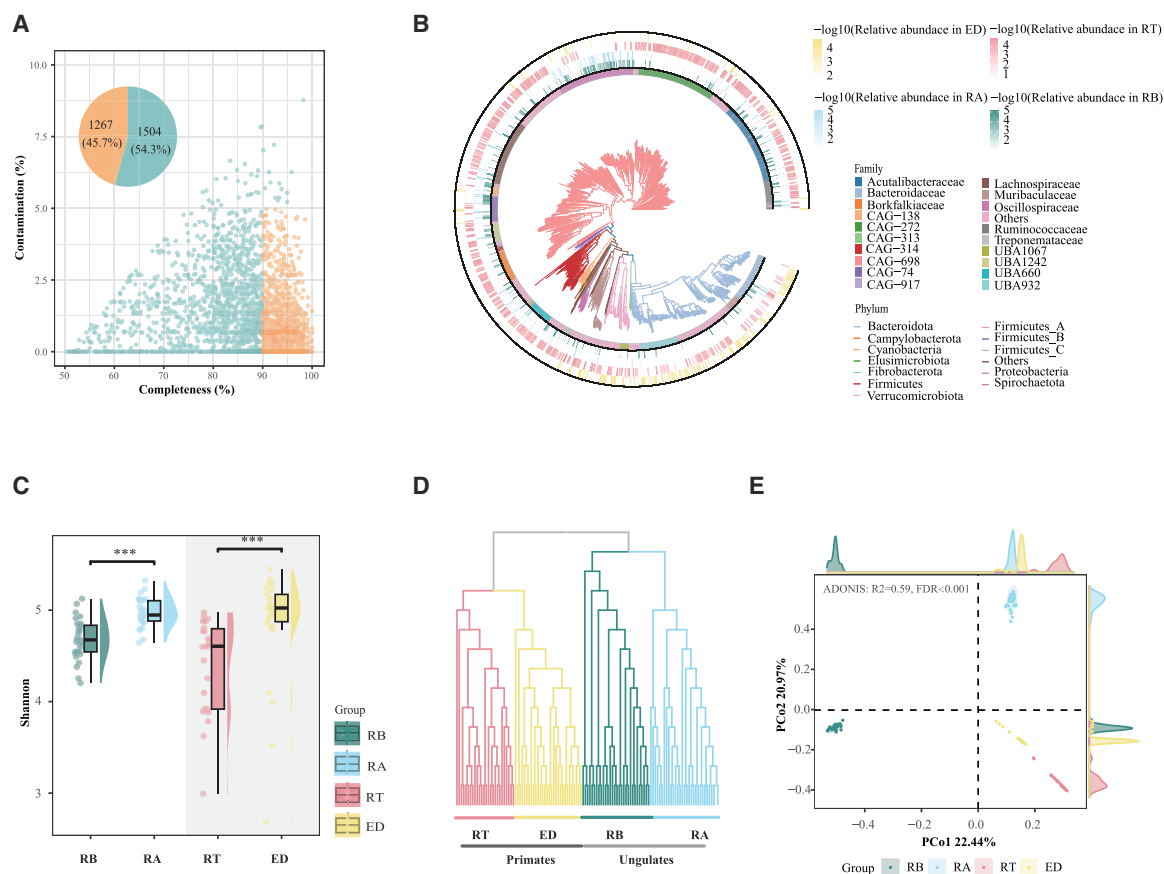 A
10.0
7.5
5.0
2.5
0.0
Contamination (%)
1267
(45.7%)
1504
(54.3%)
50 60 70 80 90 100
Completeness (%)
B
−log10(Relative abundace in ED)
4
3
2
−log10(Relative abundace in RT)
4
3
2
1
−log10(Relative abundace in RA)
5
4
3
2
−log10(Relative abundace in RB)
5
4
3
2
Family
Acutalibacteraceae
Bacteroidaceae
Borkfalkiaceae
CAG−138
CAG−272
CAG−313
CAG−314
CAG−698
CAG−74
CAG−917
Lachnospiraceae
Muribaculaceae
Oscillospiraceae
Others
Ruminococcaceae
Treponemataceae
UBA1067
UBA1242
UBA660
UBA932
Phylum
Bacteroidota
Campylobacterota
Cyanobacteria
Elusimicrobiota
Fibrobacterota
Firmicutes
Verrucomicrobiota
Firmicutes_A
Firmicutes_B
Firmicutes_C
Others
Proteobacteria
Spirochaetota
C
5
4
3
Shannon
***
***
RB RA RT ED
Group
RB
RA
RT
ED
D
RT ED RB RA
Primates Ungulates
E
ADONIS: R2=0.59, FDR<0.001
0.4
0.2
0.0
−0.2
−0.4
PCo2 20.97%
−0.4 −0.2 0.0 0.2
PCo1 22.44%
Group RB RA RT ED